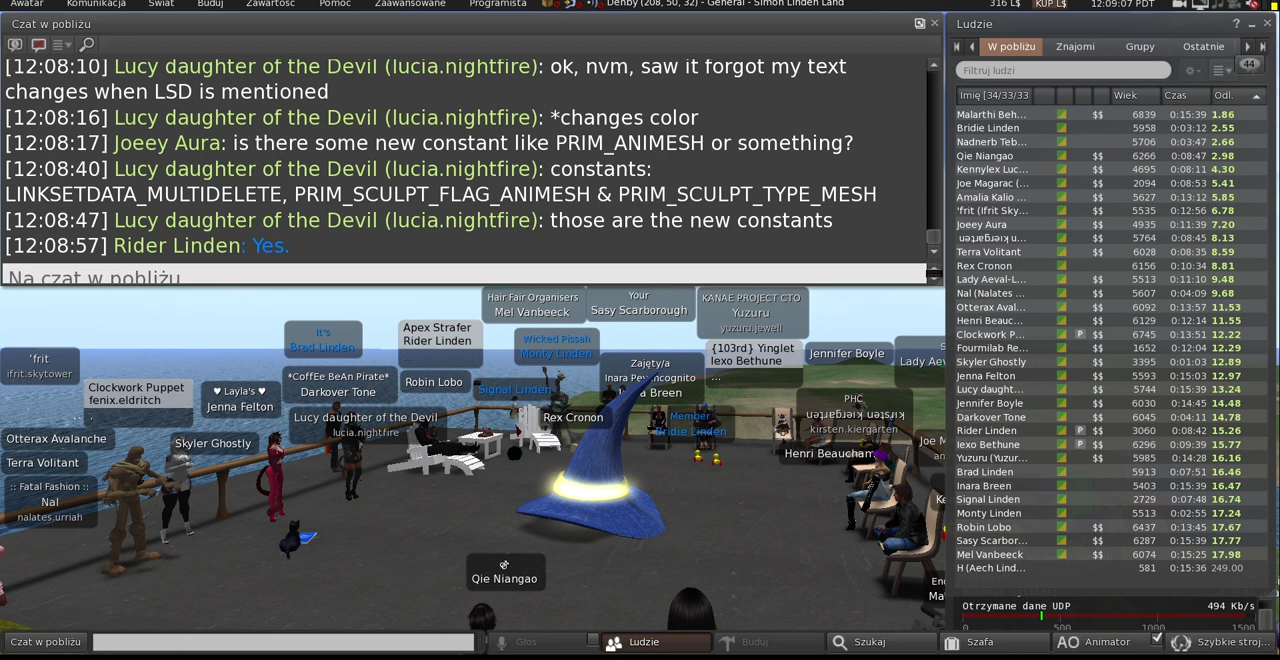 Awatar Komunikacja Świat Buduj Zawartość Pomoc Zaawansowane Programista Denby (208, 50, 32) - General - Simon Linden Land 316 L$ KUP L$ 12:09:07 PDT
Czat w pobliżu
[12:08:10] Lucy daughter of the Devil (lucia.nightfire): ok, nvm, saw it forgot my text
changes when LSD is mentioned
[12:08:16] Lucy daughter of the Devil (lucia.nightfire): *changes color
[12:08:17] Joeey Aura: is there some new constant like PRIM_ANIMESH or something?
[12:08:40] Lucy daughter of the Devil (lucia.nightfire): constants:
LINKSETDATA_MULTIDELETE, PRIM_SCULPT_FLAG_ANIMESH & PRIM_SCULPT_TYPE_MESH
[12:08:47] Lucy daughter of the Devil (lucia.nightfire): those are the new constants
[12:08:57] Rider Linden: Yes.
Na czat w pobliżu
Hair Fair Organisers
Mel Vanbeeck
Your
Sasy Scarborough
KANAE PROJECT CTO
Yuzuru
yuzuru.jewell
It's
Brad Linden
Apex Strafer
Rider Linden
Wicked Pissah
Monty Linden
{103rd} Yinglet
Iexo Bethune
...
Jennifer Boyle
Lady Aev
'frit
ifrit.skytower
Clockwork Puppet
fenix.eldritch
♥ Layla's ♥
Jenna Felton
*CoffEe BeAn Pirate*
Darkover Tone
Robin Lobo
Signal Linden
Zajęty/a
Inara Pey Incognito
Inara Breen
Lucy daughter of the Devil
lucia.nightfire
Rex Cronon
Member
Bridie Linden
PHC
kirsten.kiergarten
Otterax Avalanche
Skyler Ghostly
Terra Volitant
Henri Beaucham
Joe M
:: Fatal Fashion ::
Nal
nalates.urriah
Qie Niangao
Ludzie
W pobliżu Znajomi Grupy Ostatnie
Filtruj ludzi 44
Imię [34/33/33 Wiek Czas Odl.
Malarthi Beh... $$ 6839 0:15:39 1.86
Bridie Linden 5958 0:03:12 2.55
Nadnerb Teb... 5706 0:03:47 2.66
Qie Niangao $$ 6266 0:08:47 2.98
Kennylex Luc... $$ 4695 0:08:11 4.30
Joe Magarac (... $$ 2094 0:08:53 5.41
Amalia Kalio ... $$ 5627 0:13:12 5.85
'frit (Ifrit Sky... $$ 5535 0:12:56 6.78
Joeey Aura $$ 4935 0:11:39 7.20
$$ 5764 0:08:45 8.13
Terra Volitant $$ 6028 0:08:35 8.59
Rex Cronon 6156 0:10:34 8.81
Lady Aeval-L... $$ 5513 0:11:10 9.48
Nal (Nalates ... $$ 5607 0:04:09 9.68
Otterax Aval... $$ 6092 0:13:57 11.53
Henri Beauc... $$ 6129 0:12:14 11.55
Clockwork P... P $$ 6745 0:13:51 12.22
Fourmilab Re... $$ 1652 0:12:04 12.29
Skyler Ghostly $$ 3395 0:01:03 12.89
Jenna Felton $$ 5593 0:15:03 12.97
Lucy daught... $$ 5744 0:15:39 13.24
Jennifer Boyle $$ 6030 0:14:15 14.48
Darkover Tone $$ 6045 0:04:11 14.78
Rider Linden P $$ 3060 0:08:42 15.26
Iexo Bethune P $$ 6296 0:09:39 15.77
Yuzuru (Yuzur... $$ 5985 0:14:28 16.16
Brad Linden 5913 0:07:51 16.46
Inara Breen 5403 0:15:39 16.47
Signal Linden 2729 0:07:48 16.74
Monty Linden 5513 0:02:55 17.24
Robin Lobo $$ 6437 0:13:45 17.67
Sasy Scarbor... $$ 6287 0:15:39 17.77
Mel Vanbeeck $$ 6074 0:15:25 17.98
H (Aech Lind... 581 0:15:36 249.00
Otrzymane dane UDP 494 Kb/s
0 500 1000 1500
Czat w pobliżu Głos Ludzie Buduj Szukaj Szafa AO Animator Szybkie stroj...